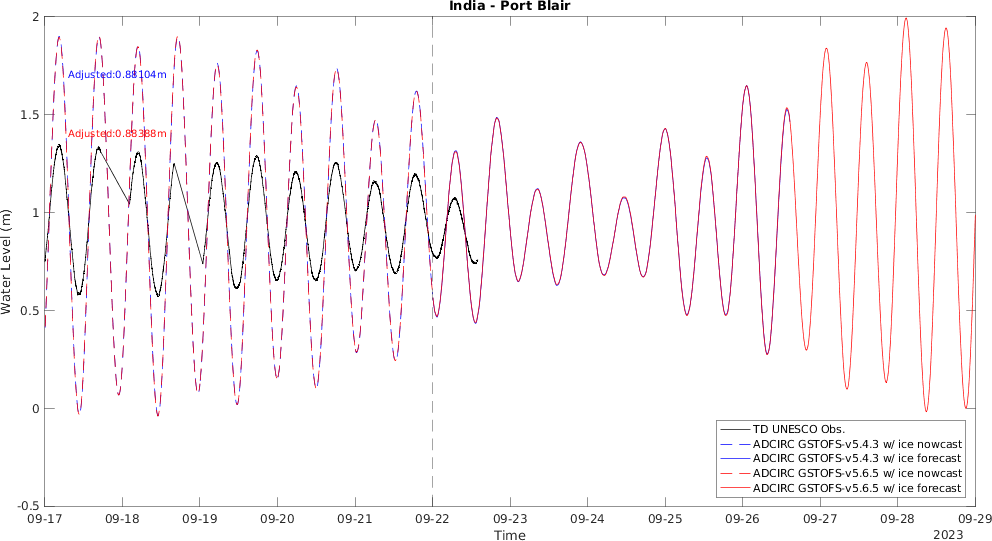 India - Port Blair
Water Level (m)
2
1.5
1
0.5
0
-0.5
Adjusted:0.88104m
Adjusted:0.88388m
TD UNESCO Obs.
ADCIRC GSTOFS-v5.4.3 w/ ice nowcast
ADCIRC GSTOFS-v5.4.3 w/ ice forecast
ADCIRC GSTOFS-v5.6.5 w/ ice nowcast
ADCIRC GSTOFS-v5.6.5 w/ ice forecast
09-17 09-18 09-19 09-20 09-21 09-22 09-23 09-24 09-25 09-26 09-27 09-28 09-29
Time
2023